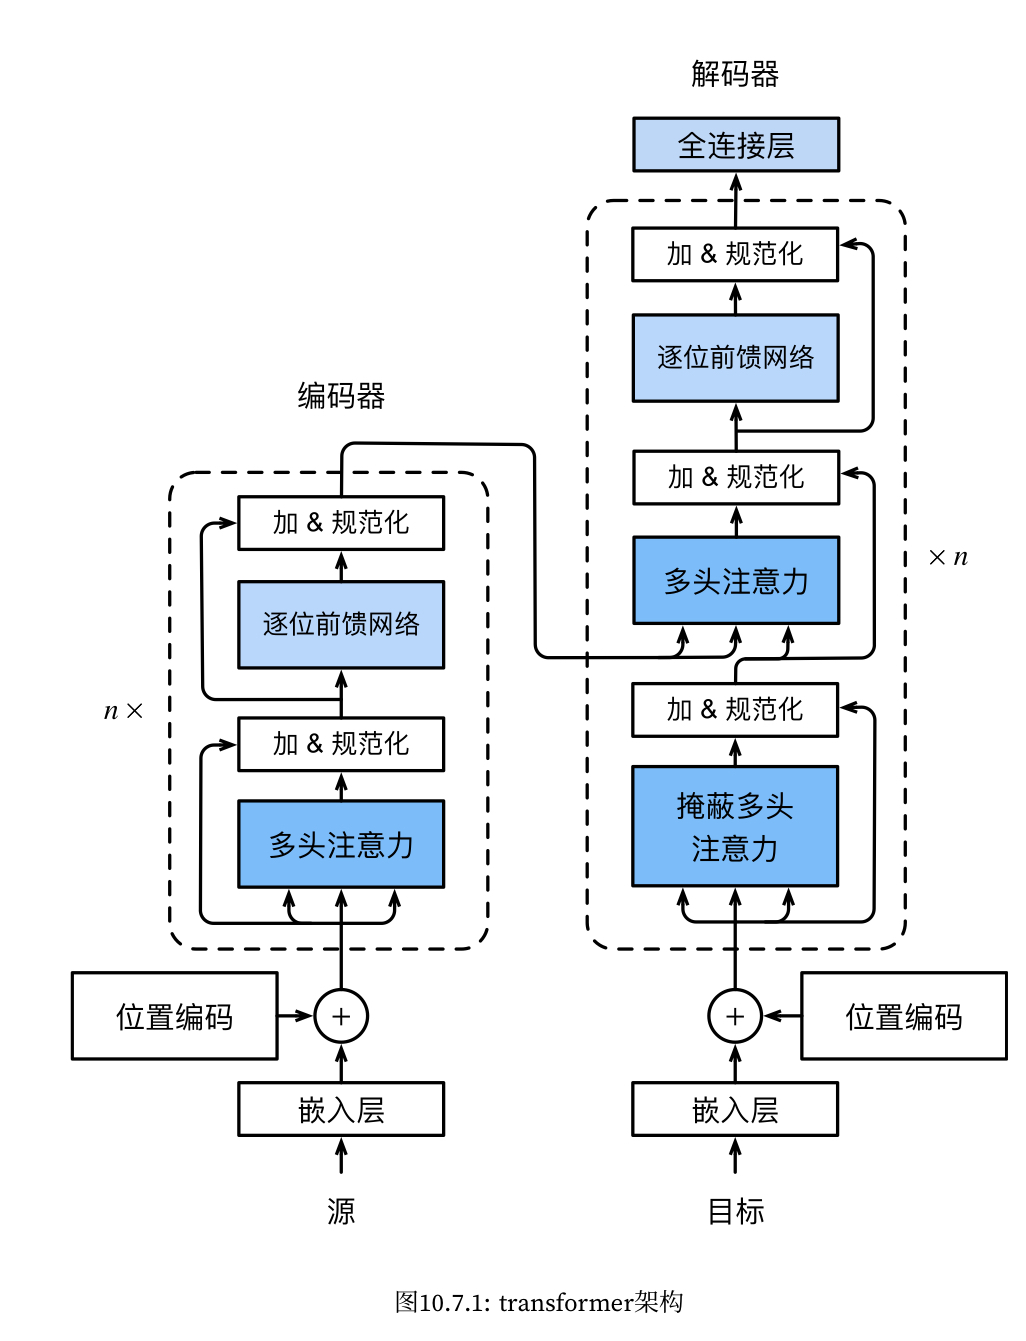 解码器
全连接层
加 & 规范化
逐位前馈网络
加 & 规范化
多头注意力
加 & 规范化
掩蔽多头
注意力
× n
编码器
加 & 规范化
逐位前馈网络
加 & 规范化
多头注意力
n ×
位置编码
+
嵌入层
源
+
位置编码
嵌入层
目标
图10.7.1: transformer架构